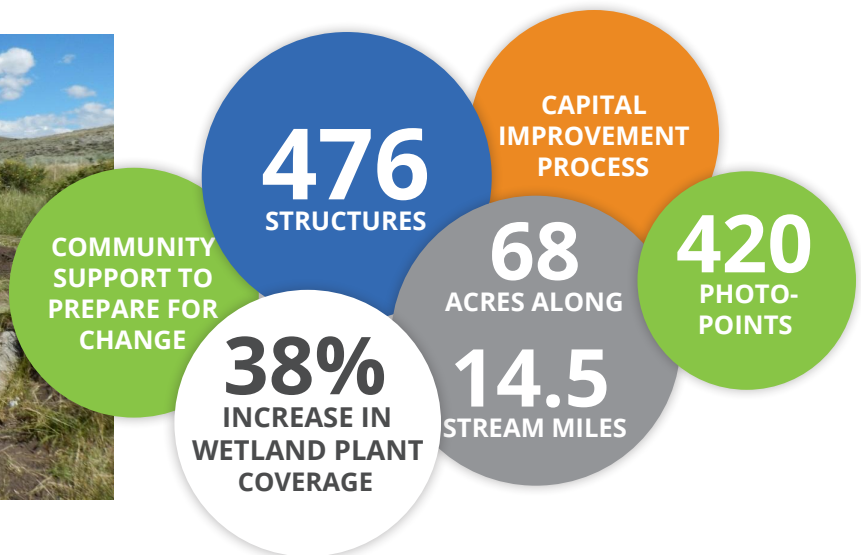 COMMUNITY
SUPPORT TO
PREPARE FOR
CHANGE
476
STRUCTURES
CAPITAL
IMPROVEMENT
PROCESS
38%
INCREASE IN
WETLAND PLANT
COVERAGE
68
ACRES ALONG
14.5
STREAM MILES
420
PHOTO-
POINTS